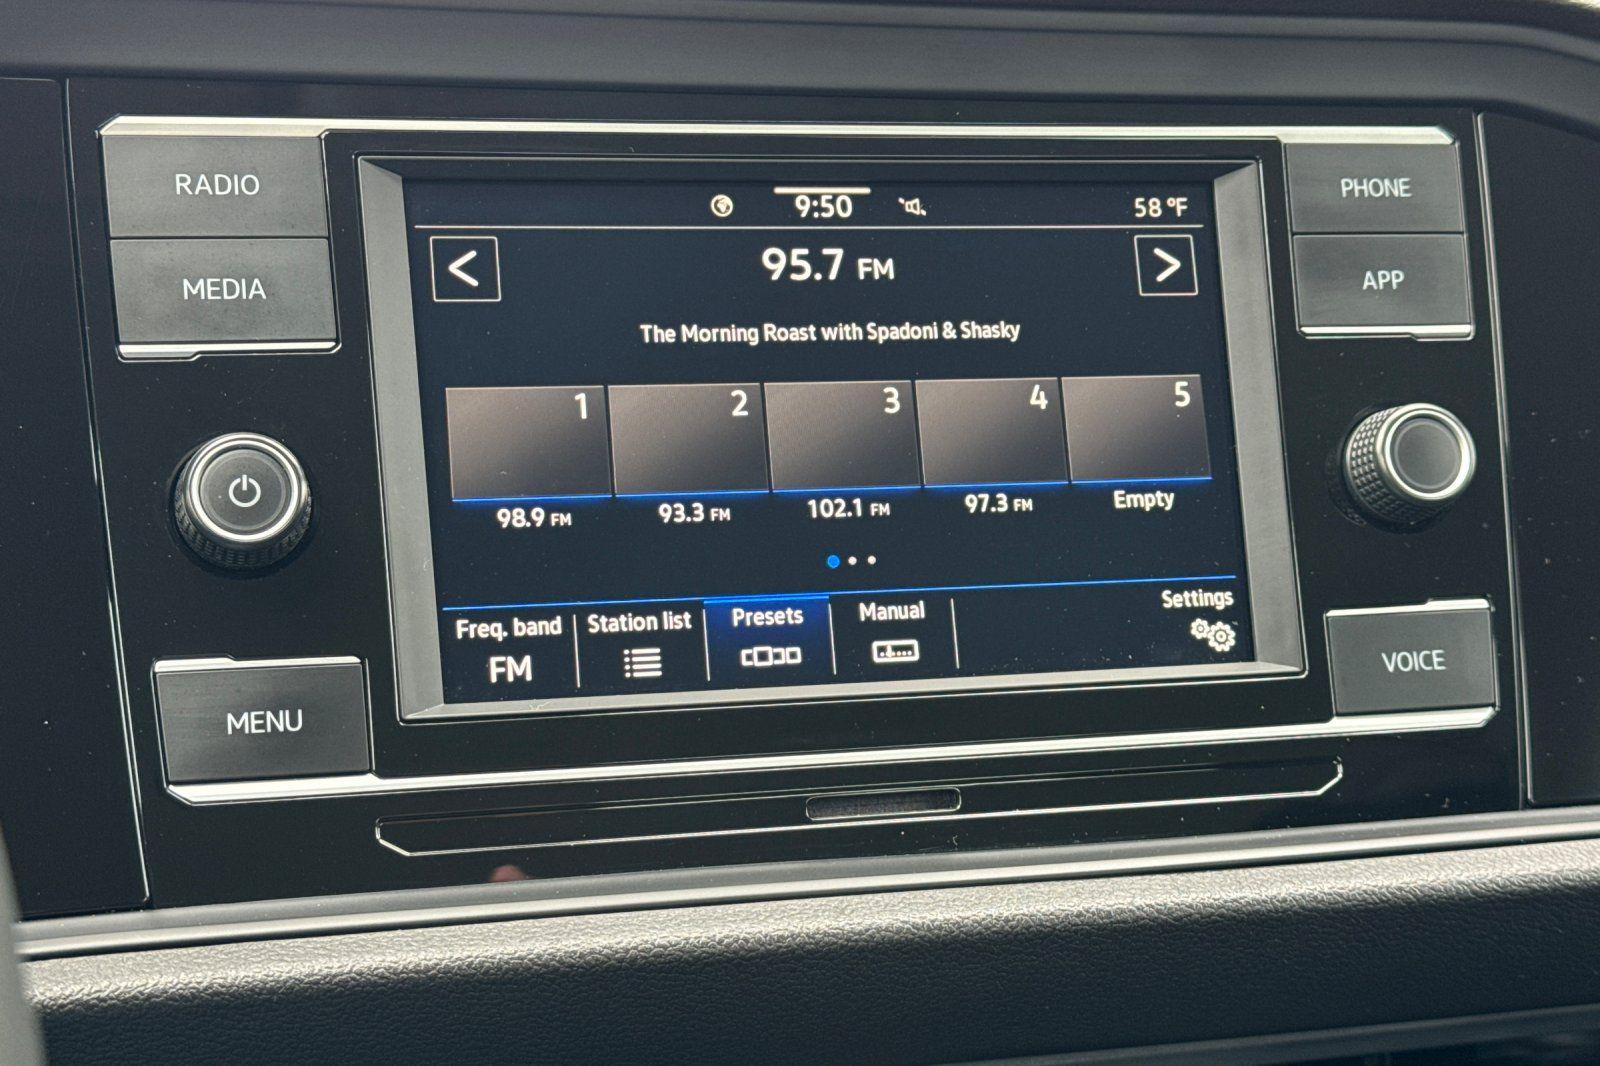 RADIO
MEDIA
MENU
9:50
58 °F
<
95.7 FM
>
The Morning Roast with Spadoni & Shasky
1
2
3
4
5
98.9 FM
93.3 FM
102.1 FM
97.3 FM
Empty
Freq. band
FM
Station list
Presets
Manual
Settings
PHONE
APP
VOICE